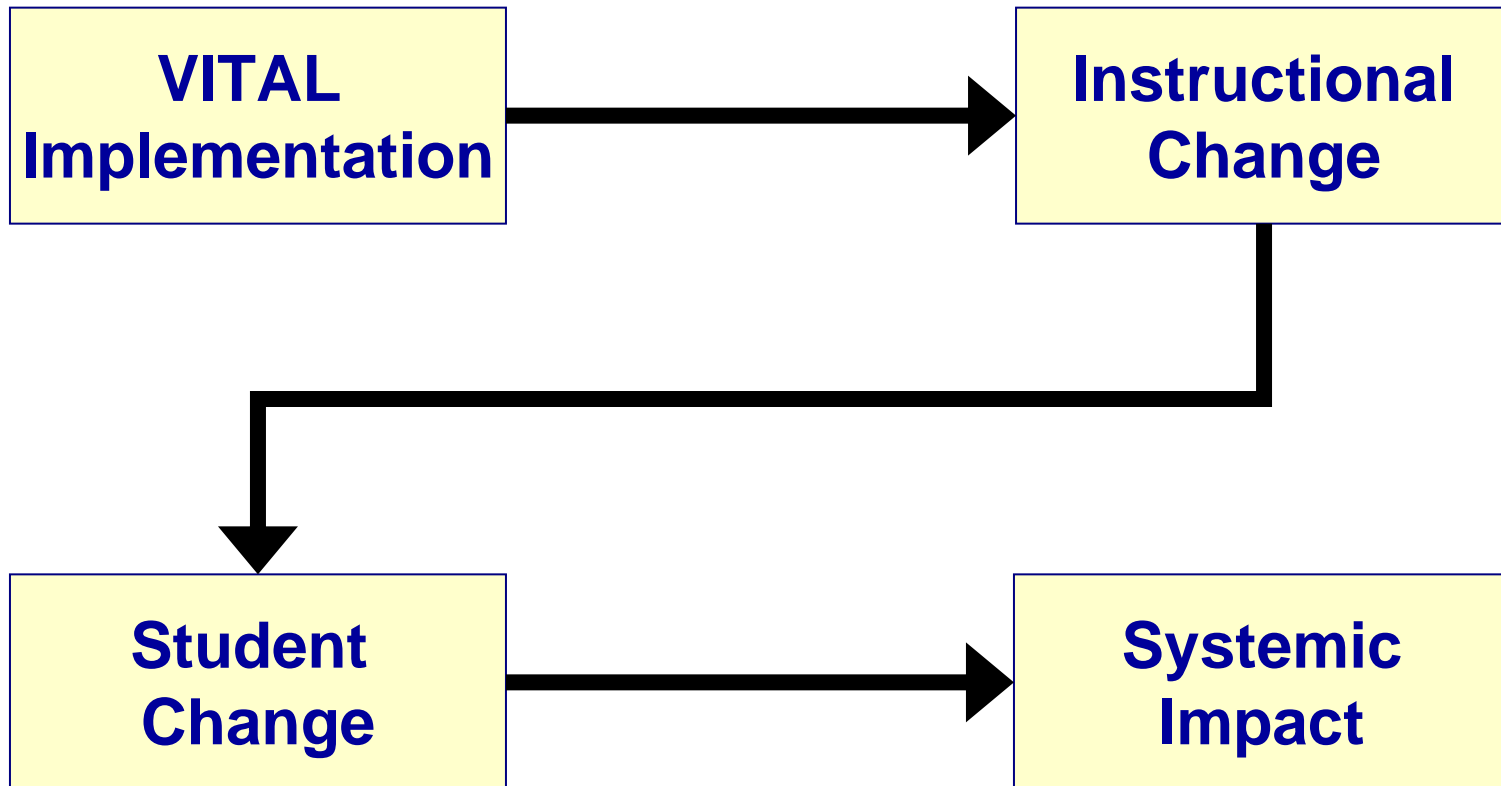 VITAL
Implementation
Instructional
Change
Student
Change
Systemic
Impact